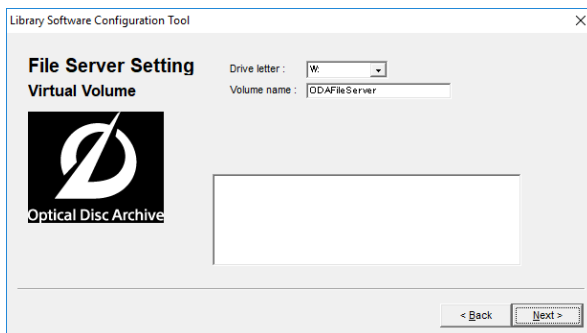 Library Software Configuration Tool
File Server Setting
Virtual Volume
Drive letter : W:
Volume name : ODAFileServer
Optical Disc Archive
< Back Next >